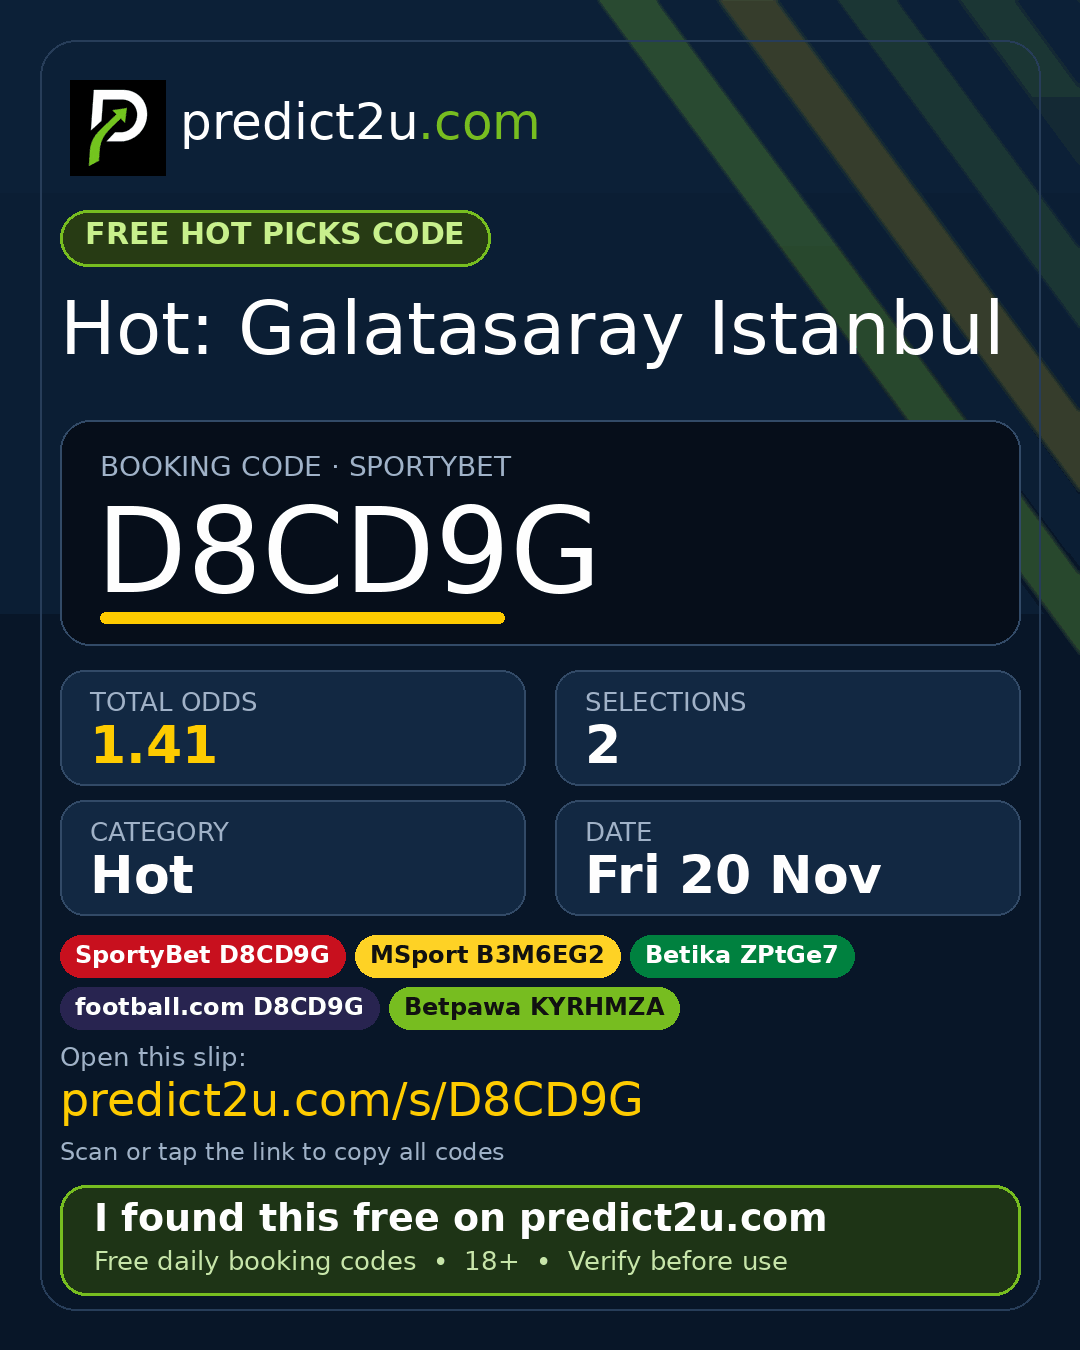 predict2u.com
FREE HOT PICKS CODE
Hot: Galatasaray Istanbul
BOOKING CODE · SPORTYBET
D8CD9G
TOTAL ODDS
1.41
SELECTIONS
2
CATEGORY
Hot
DATE
Fri 20 Nov
SportyBet D8CD9G
MSport B3M6EG2
Betika ZPtGe7
football.com D8CD9G
Betpawa KYRHMZA
Open this slip:
predict2u.com/s/D8CD9G
Scan or tap the link to copy all codes
I found this free on predict2u.com
Free daily booking codes • 18+ • Verify before use